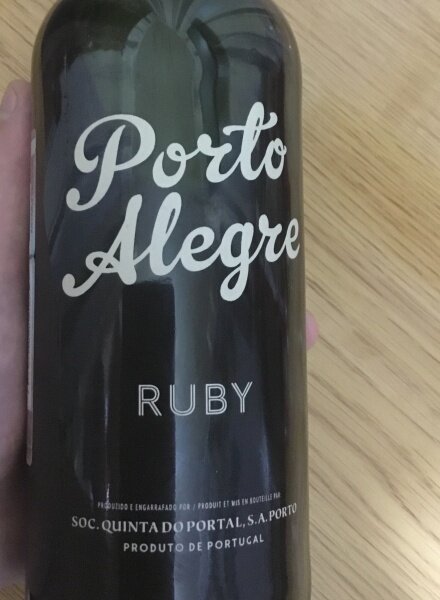 Porto
Alegre
RUBY
PRODUZIDO E ENGARRAFADO POR / PRODUIT ET MIS EN BOUTEILLE PAR
SOC. QUINTA DO PORTAL, S.A. PORTO
PRODUTO DE PORTUGAL